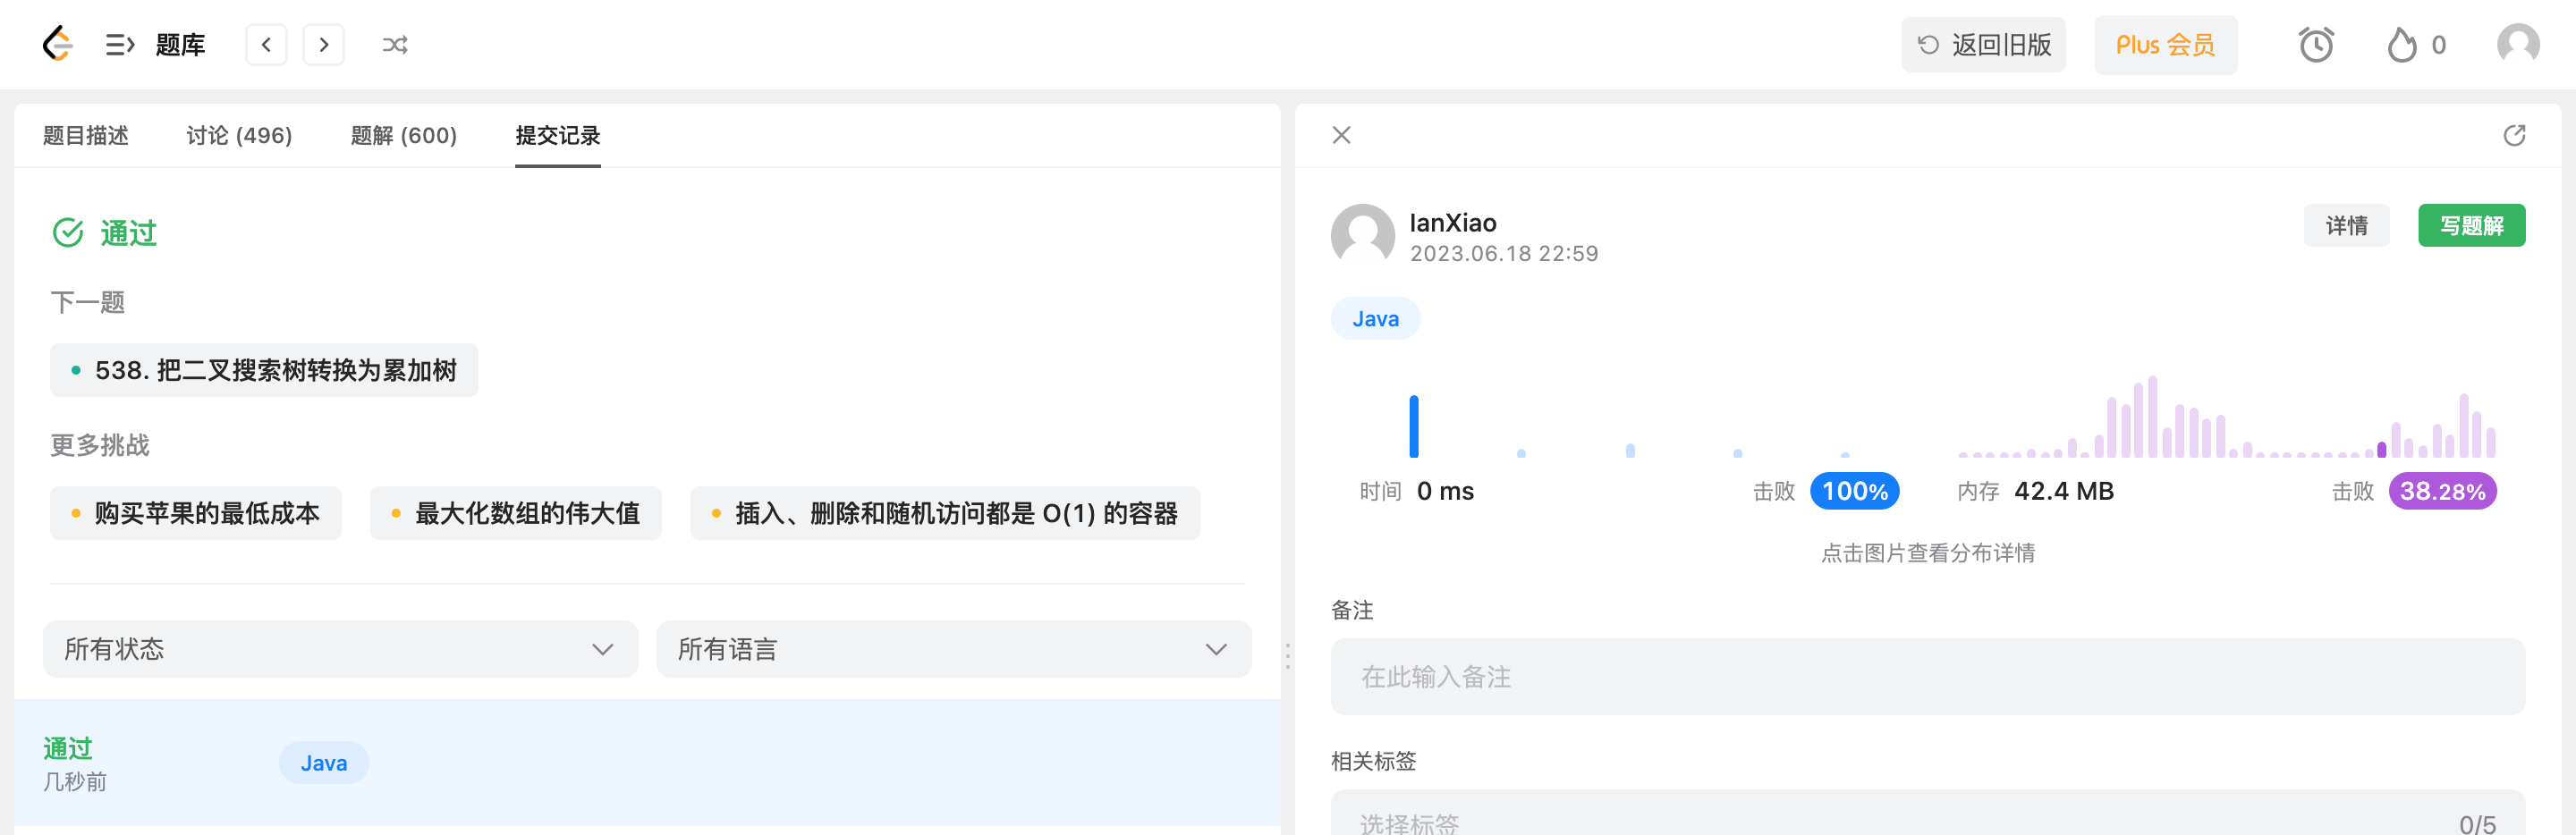 题库
返回旧版
Plus 会员
0
题目描述
讨论 (496)
题解 (600)
提交记录
通过
下一题
538. 把二叉搜索树转换为累加树
更多挑战
购买苹果的最低成本
最大化数组的伟大值
插入、删除和随机访问都是 O(1) 的容器
所有状态
所有语言
通过
几秒前
Java
IanXiao
2023.06.18 22:59
详情
写题解
Java
时间 0 ms
击败 100%
内存 42.4 MB
击败 38.28%
点击图片查看分布详情
备注
在此输入备注
相关标签
选择标签
0/5